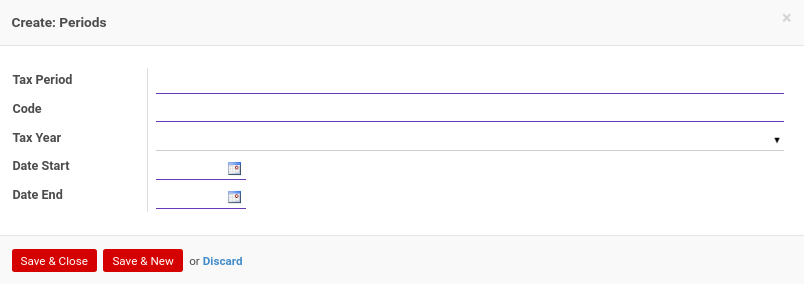 Create: Periods
×
Tax Period
Code
Tax Year
Date Start
Date End
Save & Close Save & New or Discard